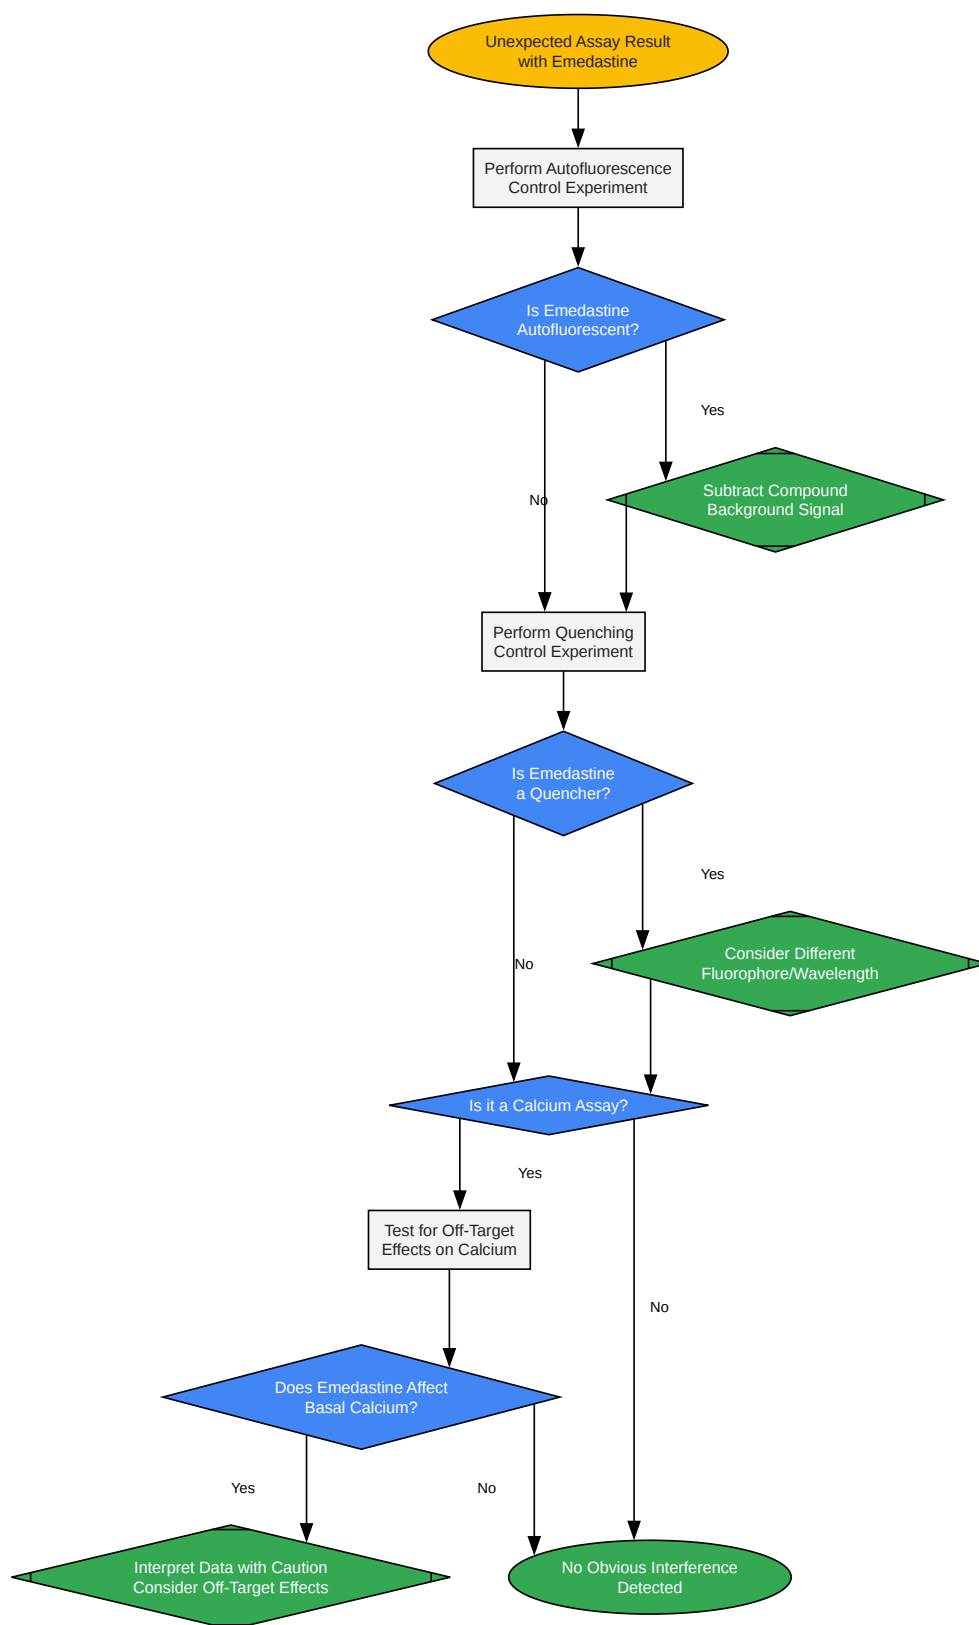 Unexpected Assay Result
with Emedastine
Perform Autofluorescence
Control Experiment
Is Emedastine
Autofluorescent?
Yes
No
Subtract Compound
Background Signal
Perform Quenching
Control Experiment
Is Emedastine
a Quencher?
Yes
No
Consider Different
Fluorophore/Wavelength
Is it a Calcium Assay?
Yes
Test for Off-Target
Effects on Calcium
No
Does Emedastine Affect
Basal Calcium?
Yes
No
Interpret Data with Caution
Consider Off-Target Effects
No Obvious Interference
Detected